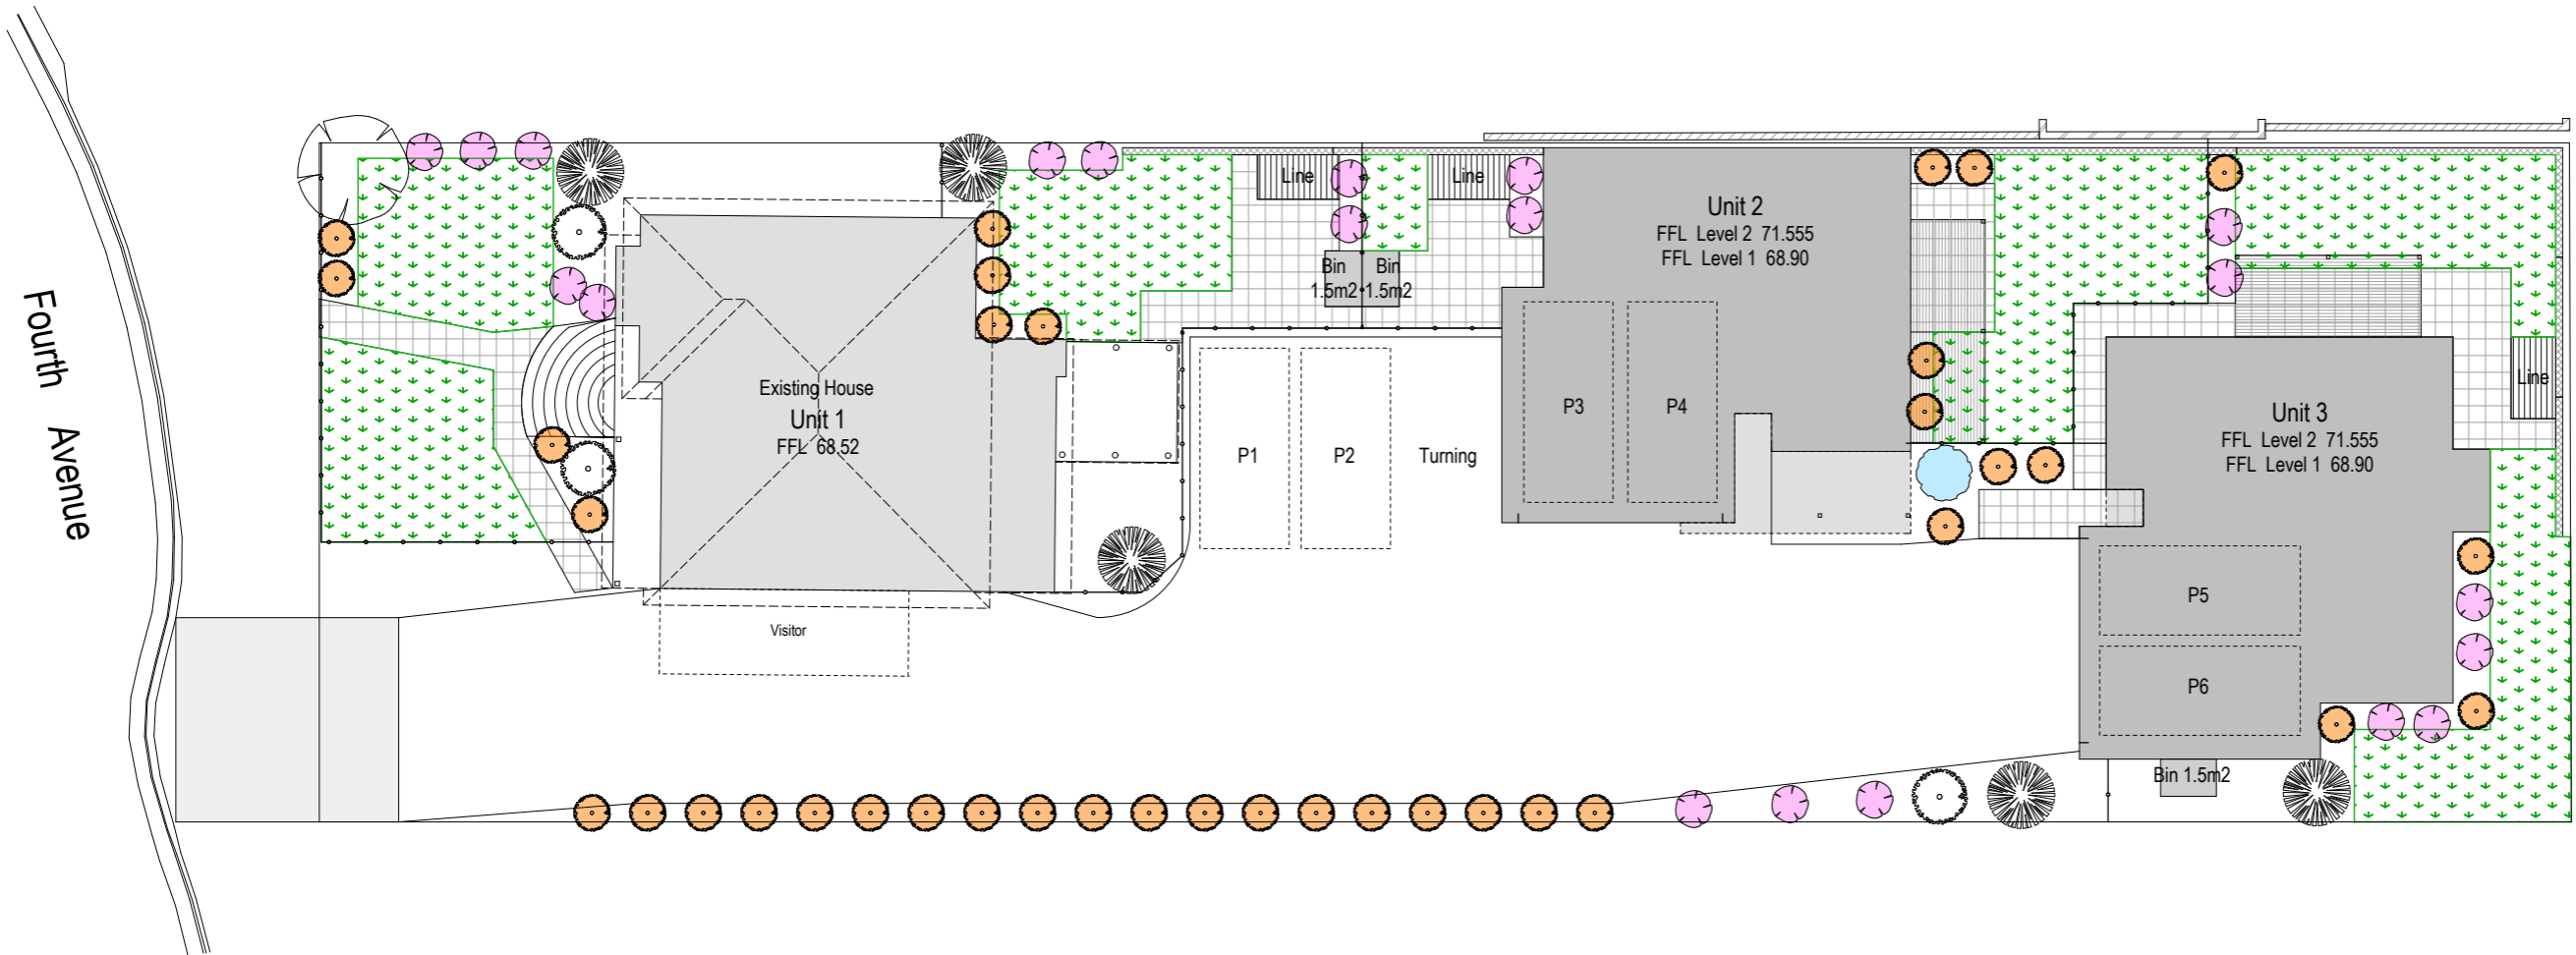 Fourth Avenue
Existing House
Unit 1
FFL 68.52
Visitor
Line
Line
Bin
1.5m2
Bin
1.5m2
P1
P2
Turning
Unit 2
FFL Level 2 71.555
FFL Level 1 68.90
P3
P4
Line
Unit 3
FFL Level 2 71.555
FFL Level 1 68.90
P5
P6
Bin 1.5m2